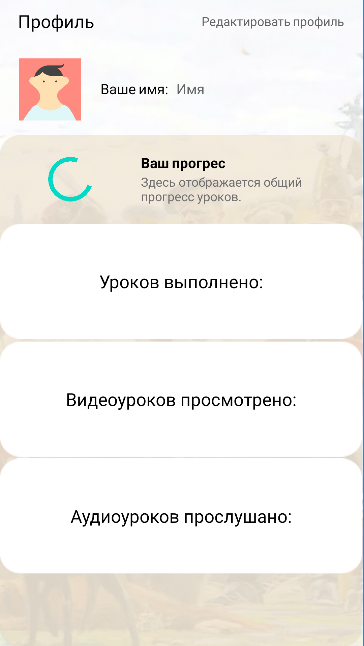 Профиль
Редактировать профиль
Ваше имя: Имя
Ваш прогрес
Здесь отображается общий
прогресс уроков.
Уроков выполнено:
Видеоуроков просмотрено:
Аудиоуроков прослушано: